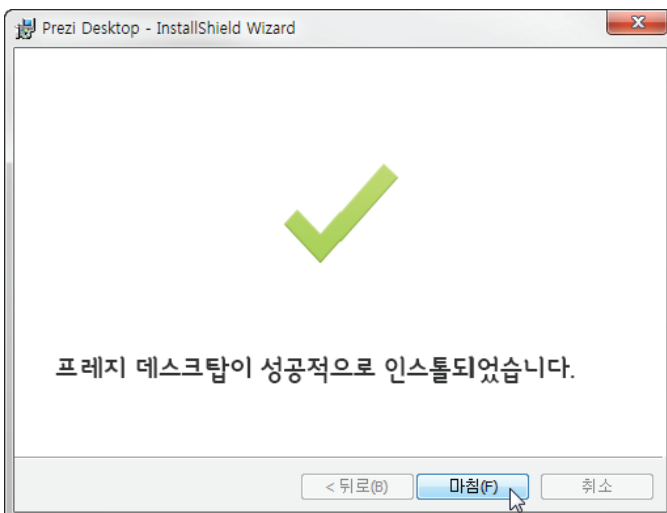 Prezi Desktop - InstallShield Wizard
프레지 데스크탑이 성공적으로 인스톨되었습니다.
< 뒤로(B) 마침(F) 취소